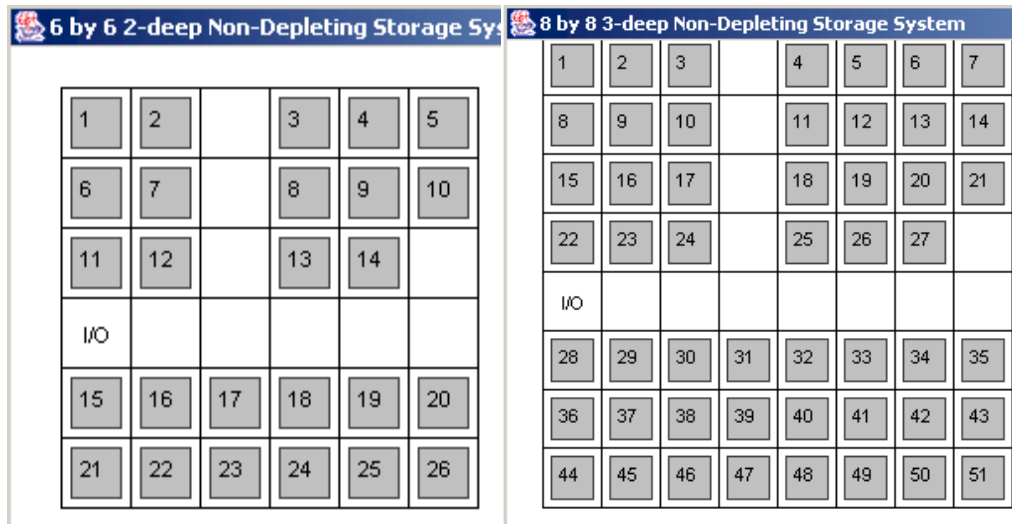 6 by 6 2-deep Non-Depleting Storage Sys
1 2 3 4 5
6 7 8 9 10
11 12 13 14
I/O
15 16 17 18 19 20
21 22 23 24 25 26
8 by 8 3-deep Non-Depleting Storage System
1 2 3 4 5 6 7
8 9 10 11 12 13 14
15 16 17 18 19 20 21
22 23 24 25 26 27
I/O
28 29 30 31 32 33 34 35
36 37 38 39 40 41 42 43
44 45 46 47 48 49 50 51